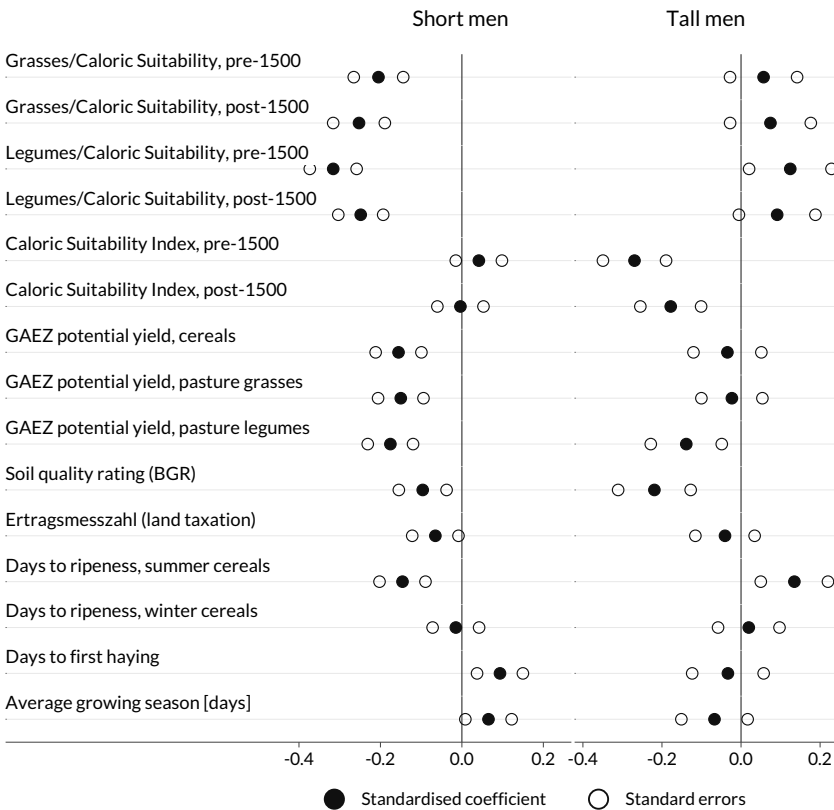 Short men Tall men
Grasses/Caloric Suitability, pre-1500
Grasses/Caloric Suitability, post-1500
Legumes/Caloric Suitability, pre-1500
Legumes/Caloric Suitability, post-1500
Caloric Suitability Index, pre-1500
Caloric Suitability Index, post-1500
GAEZ potential yield, cereals
GAEZ potential yield, pasture grasses
GAEZ potential yield, pasture legumes
Soil quality rating (BGR)
Ertragsmesszahl (land taxation)
Days to ripeness, summer cereals
Days to ripeness, winter cereals
Days to first haying
Average growing season [days]
-0.4 -0.2 0.0 0.2 -0.4 -0.2 0.0 0.2
Standardised coefficient Standard errors